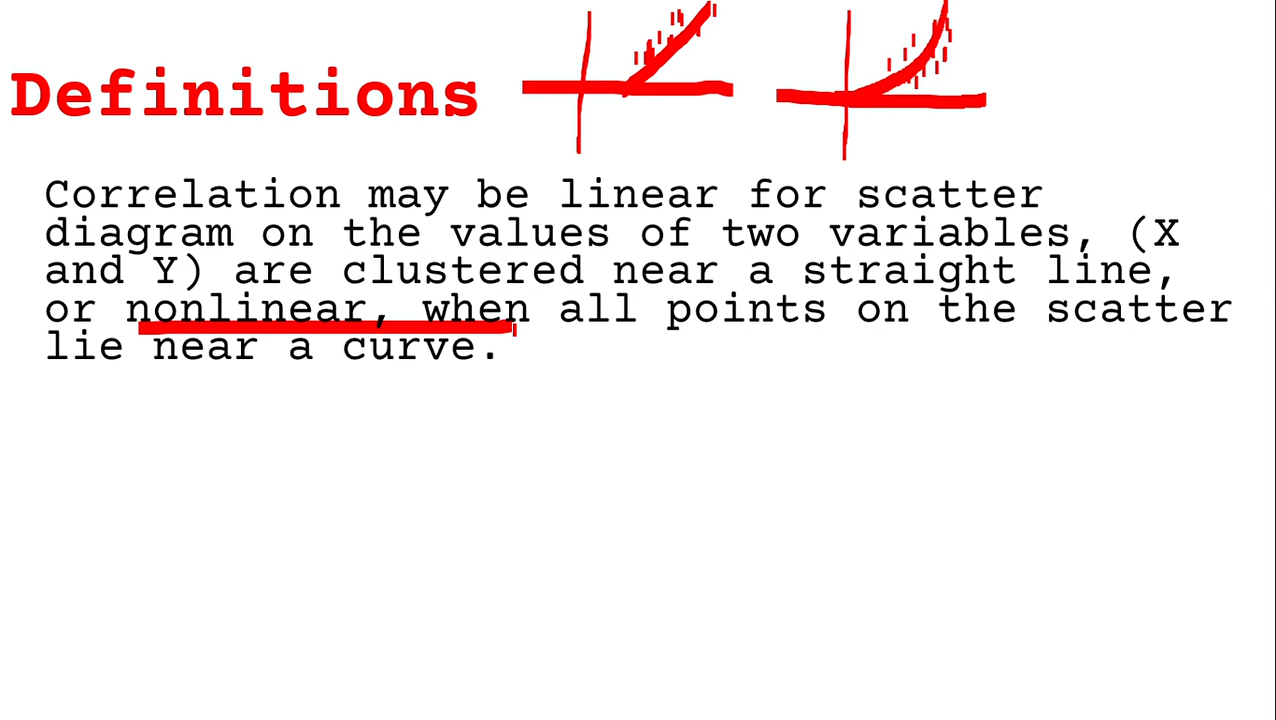 Definitions
Correlation may be linear for scatter
diagram on the values of two variables, (X
and Y) are clustered near a straight line,
or nonlinear, when all points on the scatter
lie near a curve.